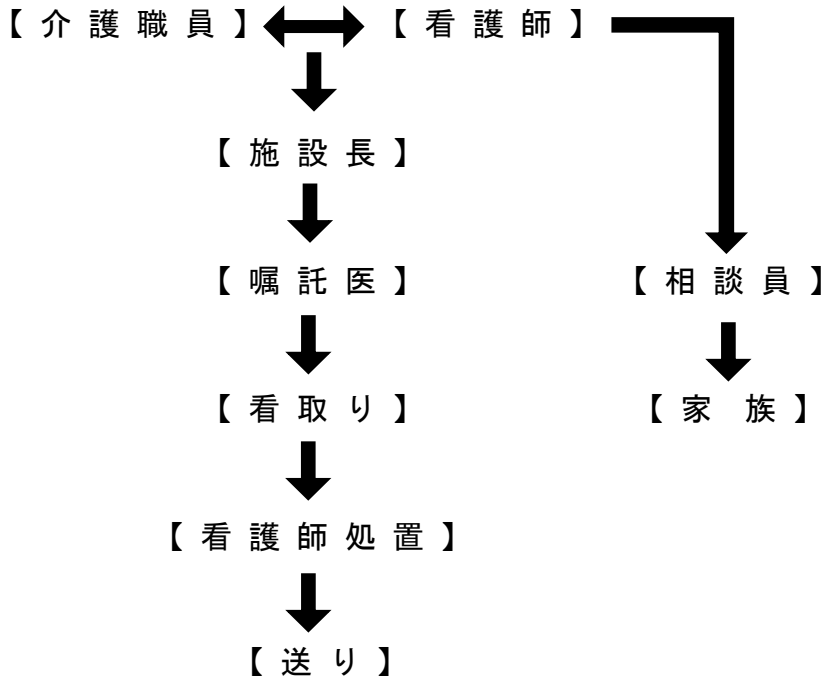 【介護職員】 【看護師】
【施設長】
【嘱託医】 【相談員】
【看取り】 【家 族】
【看護師処置】
【送り】